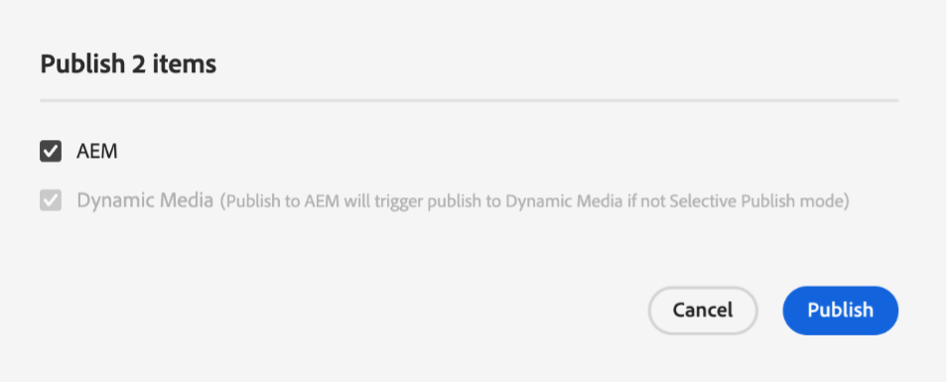 Publish 2 items
AEM
Dynamic Media (Publish to AEM will trigger publish to Dynamic Media if not Selective Publish mode)
Cancel
Publish